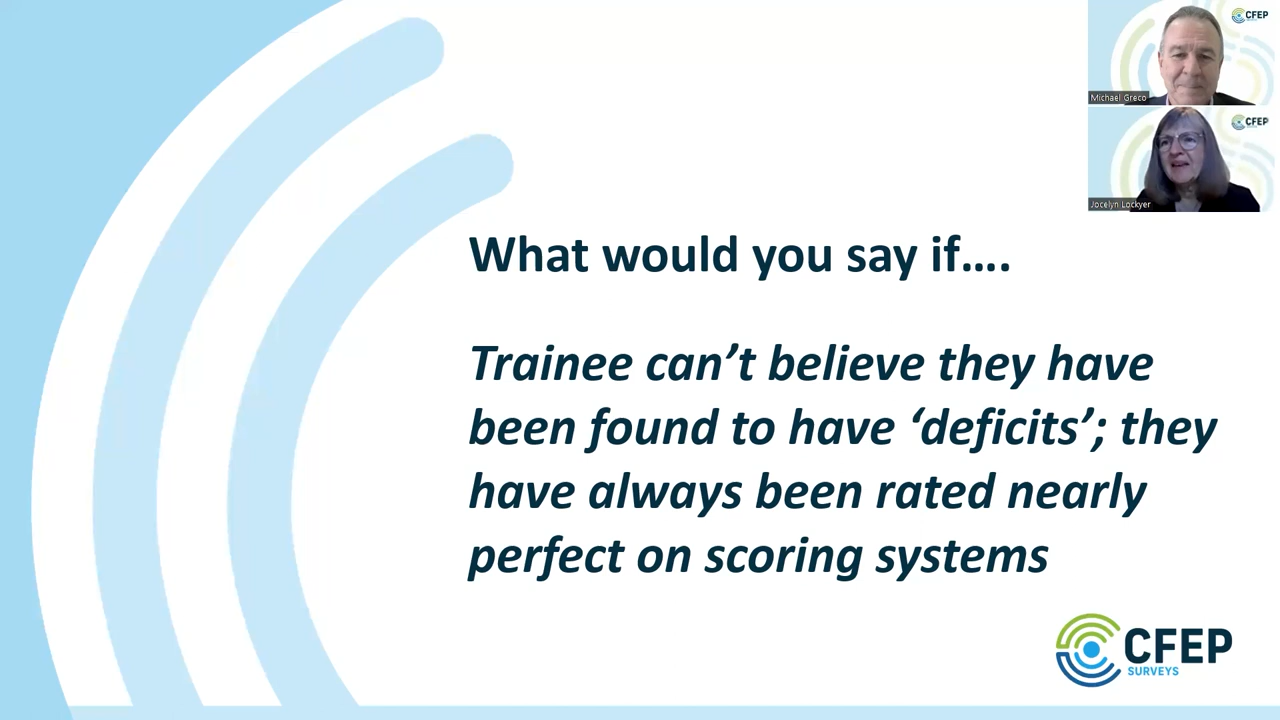 CFEP
Michael Greco
CFEP
Jocelyn Lockyer
What would you say if....
Trainee can’t believe they have
been found to have ‘deficits’; they
have always been rated nearly
perfect on scoring systems
CFEP
SURVEYS